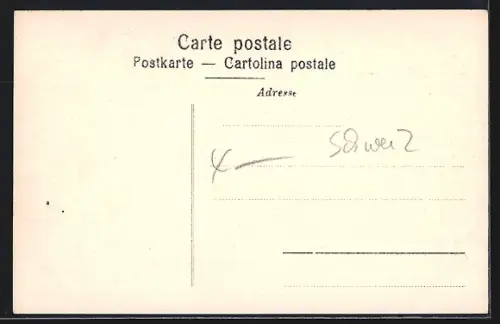 Carte postale
Postkarte — Cartolina postale
Adresse
Schweiz